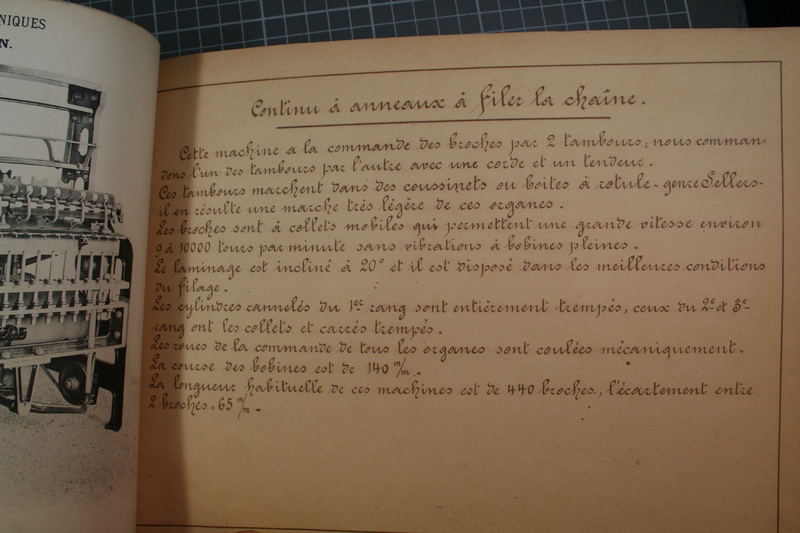 NIQUES
N.
Continu à anneaux à filer la chaîne.
Cette machine a la commande des broches par 2 tambours; nous comman-
dons l'un des tambours par l'autre avec une corde et un tendeur.
Ces tambours marchent dans des coussinets ou boites à rotule - genre Sellers -
il en résulte une marche très légère de ces organes.
Les broches sont à collets mobiles qui permettent une grande vitesse environ
9 à 10000 tours par minute sans vibrations à bobines pleines.
Le laminage est incliné à 20° et il est disposé dans les meilleures conditions
du filage.
Les cylindres cannelés du 1er rang sont entièrement trempés, ceux du 2e et 3e
rang ont les collets et carrés trempés.
Les roues de la commande de tous les organes sont coulées mécaniquement.
La course des bobines est de 140 m/m.
La longueur habituelle de ces machines est de 440 broches, l'écartement entre
2 broches = 65 m/m.